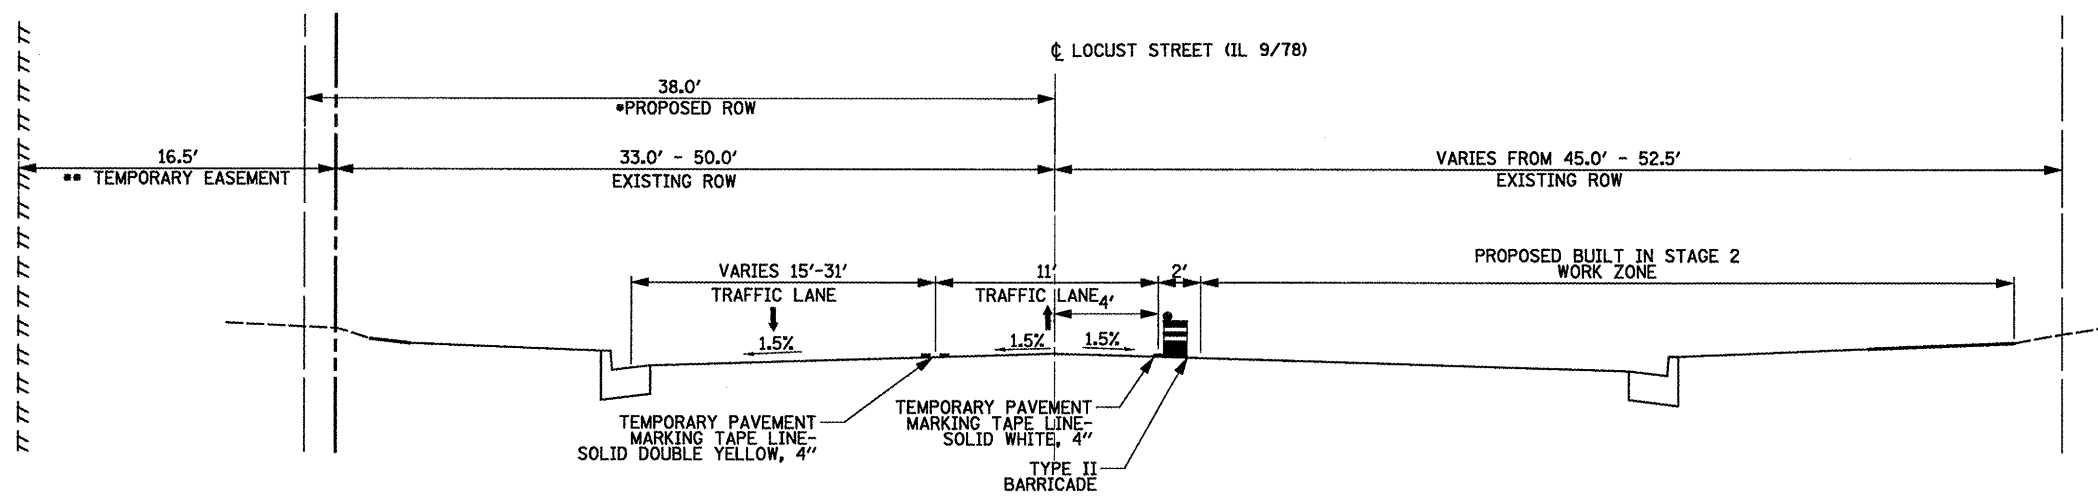 ℄ LOCUST STREET (IL 9/78)
38.0'
*PROPOSED ROW
16.5'
** TEMPORARY EASEMENT
33.0' - 50.0'
EXISTING ROW
VARIES FROM 45.0' - 52.5'
EXISTING ROW
VARIES 15'-31'
TRAFFIC LANE
11'
TRAFFIC LANE
4'
2'
PROPOSED BUILT IN STAGE 2
WORK ZONE
1.5%
1.5%
1.5%
TEMPORARY PAVEMENT
MARKING TAPE LINE-
SOLID DOUBLE YELLOW, 4"
TEMPORARY PAVEMENT
MARKING TAPE LINE-
SOLID WHITE, 4"
TYPE II
BARRICADE